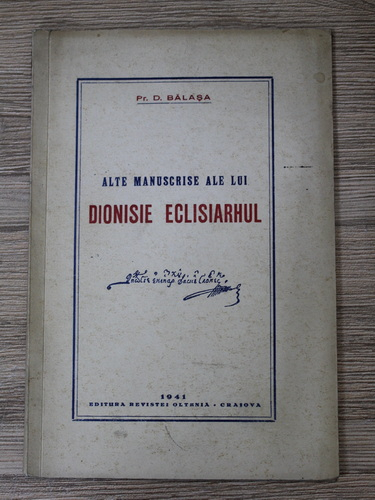 Pr. D. BĂLAȘA
ALTE MANUSCRISE ALE LUI
DIONISIE ECLISIARHUL
1941
EDITURA REVISTEI OLTENIA - CRAIOVA